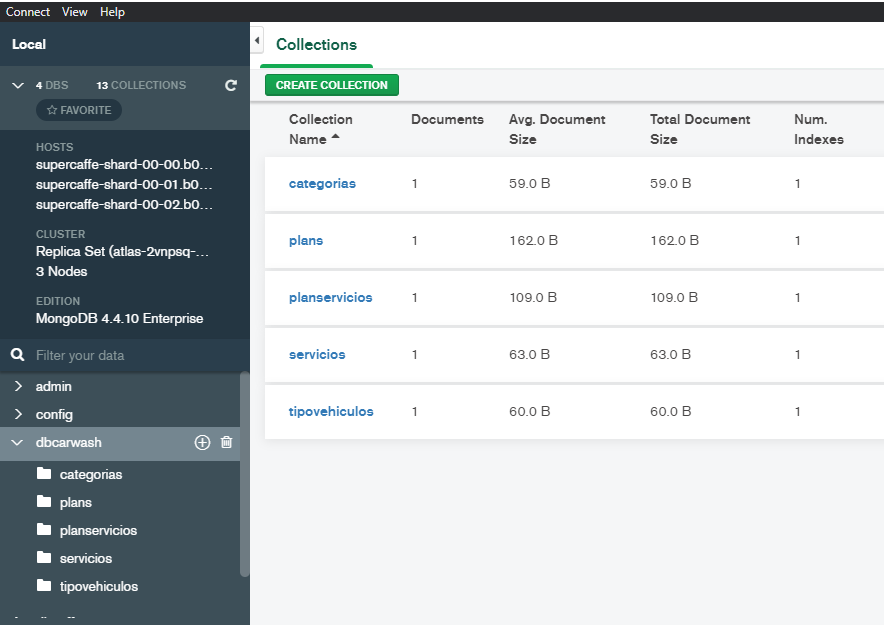 Connect View Help
Local
4 DBS 13 COLLECTIONS
FAVORITE
HOSTS
supercaffe-shard-00-00.b0...
supercaffe-shard-00-01.b0...
supercaffe-shard-00-02.b0...
CLUSTER
Replica Set (atlas-2vnpsq-...
3 Nodes
EDITION
MongoDB 4.4.10 Enterprise
Filter your data
admin
config
dbcarwash
categorias
plans
planservicios
servicios
tipovehiculos
Collections
CREATE COLLECTION
Collection Documents Avg. Document Total Document Num.
Name Size Size Indexes
categorias 1 59.0 B 59.0 B 1
plans 1 162.0 B 162.0 B 1
planservicios 1 109.0 B 109.0 B 1
servicios 1 63.0 B 63.0 B 1
tipovehiculos 1 60.0 B 60.0 B 1